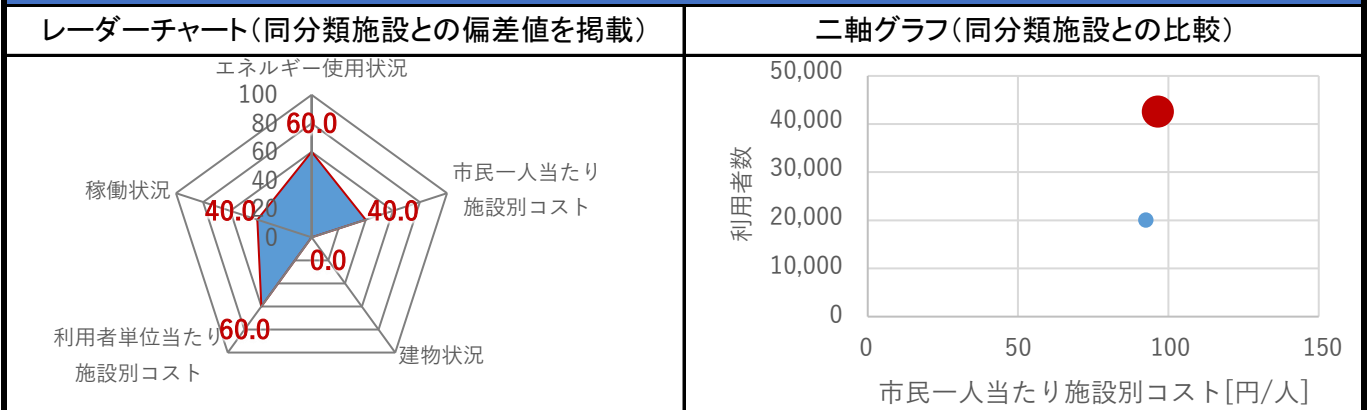 レーダーチャート（同分類施設との偏差値を掲載）
エネルギー使用状況
100
80
60
40
20
0
60.0
市民一人当たり
施設別コスト
40.0
建物状況
0.0
利用者単位当たり
施設別コスト
60.0
稼働状況
40.0
二軸グラフ（同分類施設との比較）
50,000
40,000
30,000
20,000
10,000
0
利用者数
0 50 100 150
市民一人当たり施設別コスト[円/人]